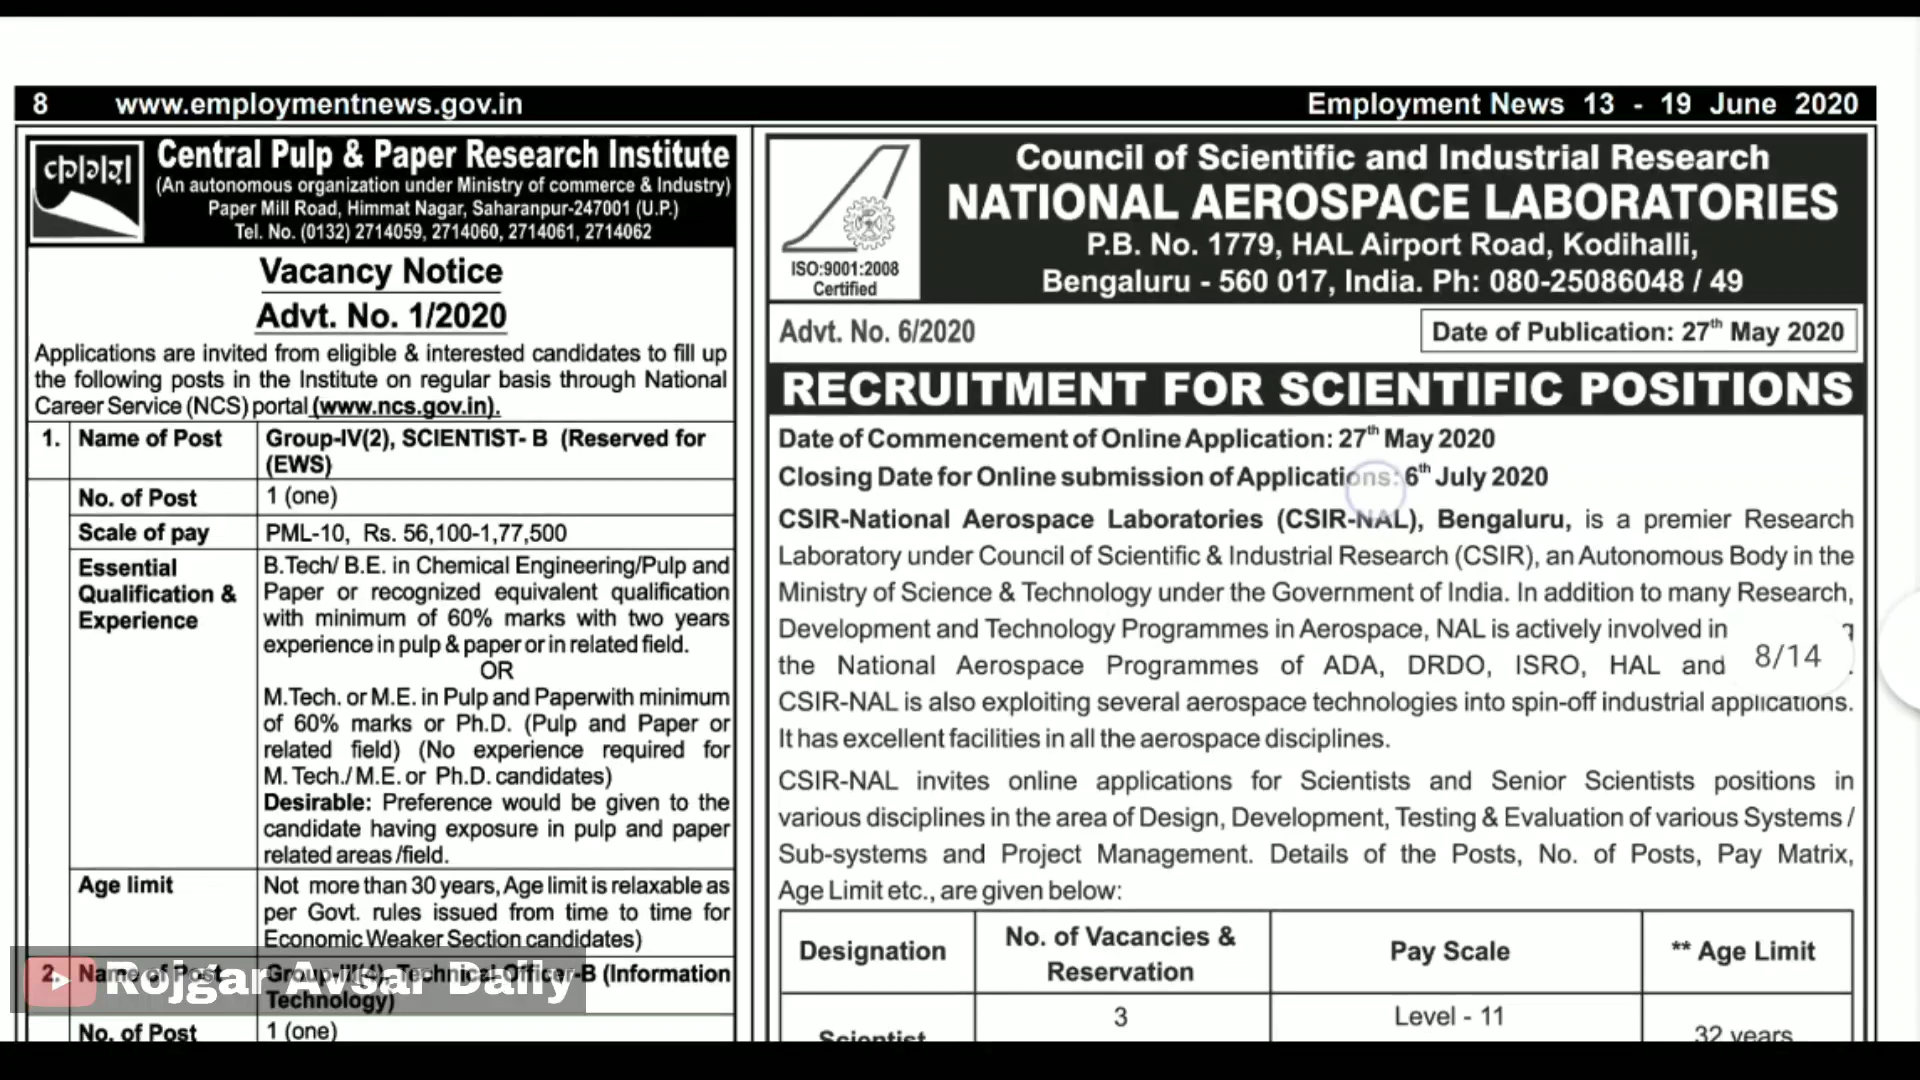 8 www.employmentnews.gov.in Employment News 13 - 19 June 2020
कागज़
Central Pulp & Paper Research Institute
(An autonomous organization under Ministry of commerce & Industry)
Paper Mill Road, Himmat Nagar, Saharanpur-247001 (U.P.)
Tel. No. (0132) 2714059, 2714060, 2714061, 2714062
Vacancy Notice
Advt. No. 1/2020
Applications are invited from eligible & interested candidates to fill up
the following posts in the Institute on regular basis through National
Career Service (NCS) portal (www.ncs.gov.in).
1. Name of Post Group-IV(2), SCIENTIST- B (Reserved for
(EWS)
No. of Post 1 (one)
Scale of pay PML-10, Rs. 56,100-1,77,500
Essential B.Tech/ B.E. in Chemical Engineering/Pulp and
Qualification & Paper or recognized equivalent qualification
Experience with minimum of 60% marks with two years
experience in pulp & paper or in related field.
OR
M.Tech. or M.E. in Pulp and Paperwith minimum
of 60% marks or Ph.D. (Pulp and Paper or
related field) (No experience required for
M. Tech./ M.E. or Ph.D. candidates)
Desirable: Preference would be given to the
candidate having exposure in pulp and paper
related areas /field.
Age limit Not more than 30 years, Age limit is relaxable as
per Govt. rules issued from time to time for
Economic Weaker Section candidates)
2. Name of Post Group-III(4), Technical Officer-B (Information
Technology)
No. of Post 1 (one)
Rojgar Avsar Daily
ISO:9001:2008
Certified
Council of Scientific and Industrial Research
NATIONAL AEROSPACE LABORATORIES
P.B. No. 1779, HAL Airport Road, Kodihalli,
Bengaluru - 560 017, India. Ph: 080-25086048 / 49
Advt. No. 6/2020 Date of Publication: 27th May 2020
RECRUITMENT FOR SCIENTIFIC POSITIONS
Date of Commencement of Online Application: 27th May 2020
Closing Date for Online submission of Applications: 6th July 2020
CSIR-National Aerospace Laboratories (CSIR-NAL), Bengaluru, is a premier Research
Laboratory under Council of Scientific & Industrial Research (CSIR), an Autonomous Body in the
Ministry of Science & Technology under the Government of India. In addition to many Research,
Development and Technology Programmes in Aerospace, NAL is actively involved in
the National Aerospace Programmes of ADA, DRDO, ISRO, HAL and
8/14
CSIR-NAL is also exploiting several aerospace technologies into spin-off industrial applications.
It has excellent facilities in all the aerospace disciplines.
CSIR-NAL invites online applications for Scientists and Senior Scientists positions in
various disciplines in the area of Design, Development, Testing & Evaluation of various Systems /
Sub-systems and Project Management. Details of the Posts, No. of Posts, Pay Matrix,
Age Limit etc., are given below:
Designation No. of Vacancies & Reservation Pay Scale ** Age Limit
Scientist 3 Level - 11 32 years